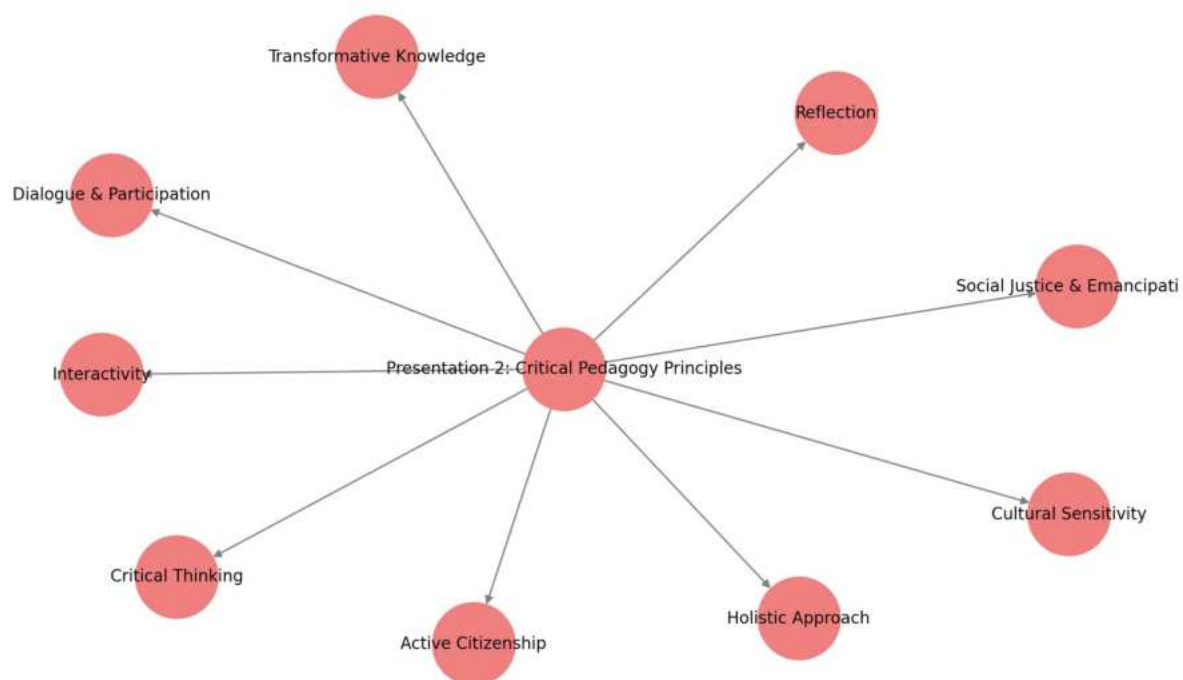 Transformative Knowledge
Reflection
Dialogue & Participation
Social Justice & Emancipati
Presentation 2: Critical Pedagogy Principles
Interactivity
Cultural Sensitivity
Critical Thinking
Holistic Approach
Active Citizenship